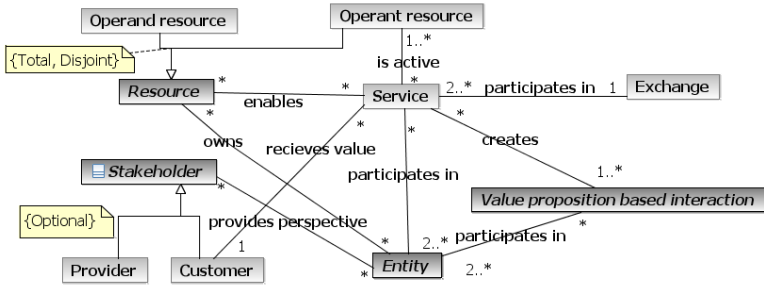 Operand resource
Operant resource
{Total, Disjoint}
1..*
is active
Resource
*
*
*
enables
Service
2..*
participates in
1
Exchange
*
*
*
*
owns
recieves value
creates
Stakeholder
*
participates in
1..*
Value proposition based interaction
{Optional}
provides perspective
*
participates in
1
*
2..*
Provider
Customer
*
Entity
2..*